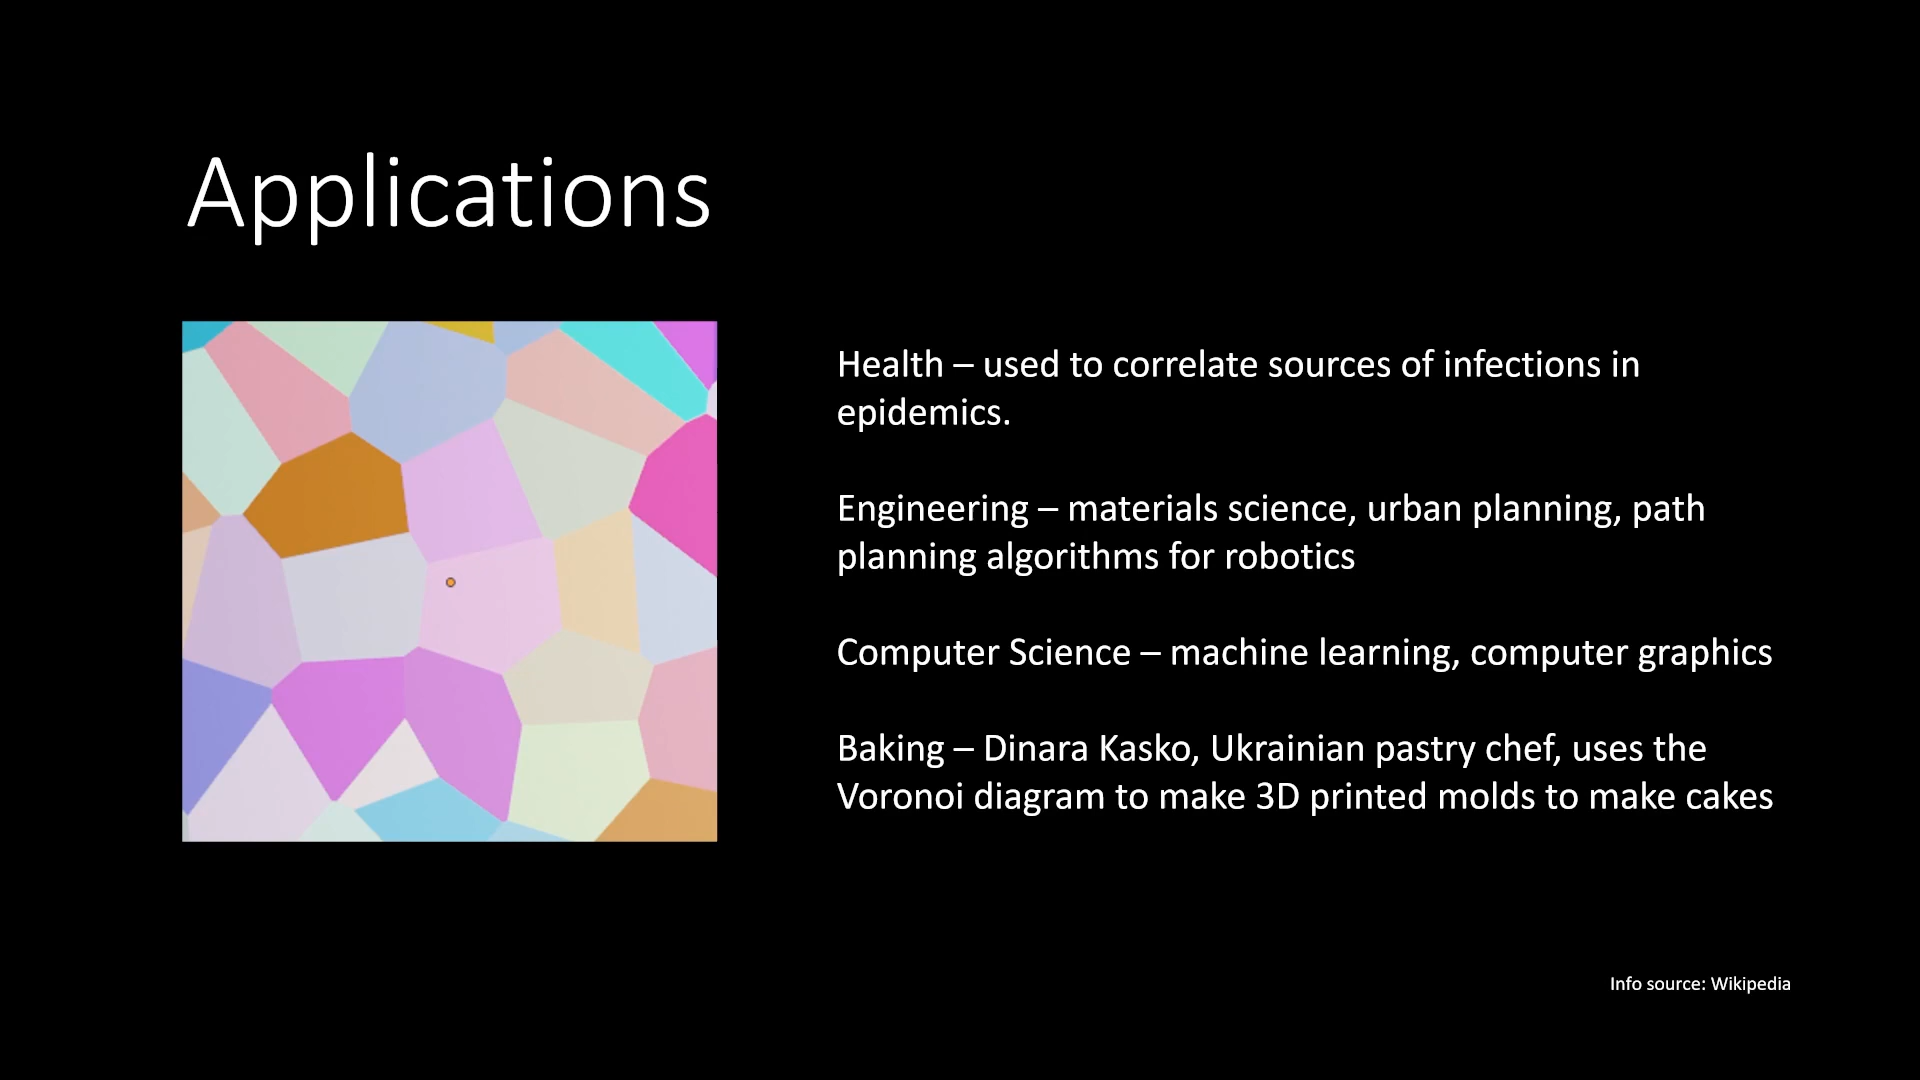 Applications
Health – used to correlate sources of infections in
epidemics.
Engineering – materials science, urban planning, path
planning algorithms for robotics
Computer Science – machine learning, computer graphics
Baking – Dinara Kasko, Ukrainian pastry chef, uses the
Voronoi diagram to make 3D printed molds to make cakes
Info source: Wikipedia